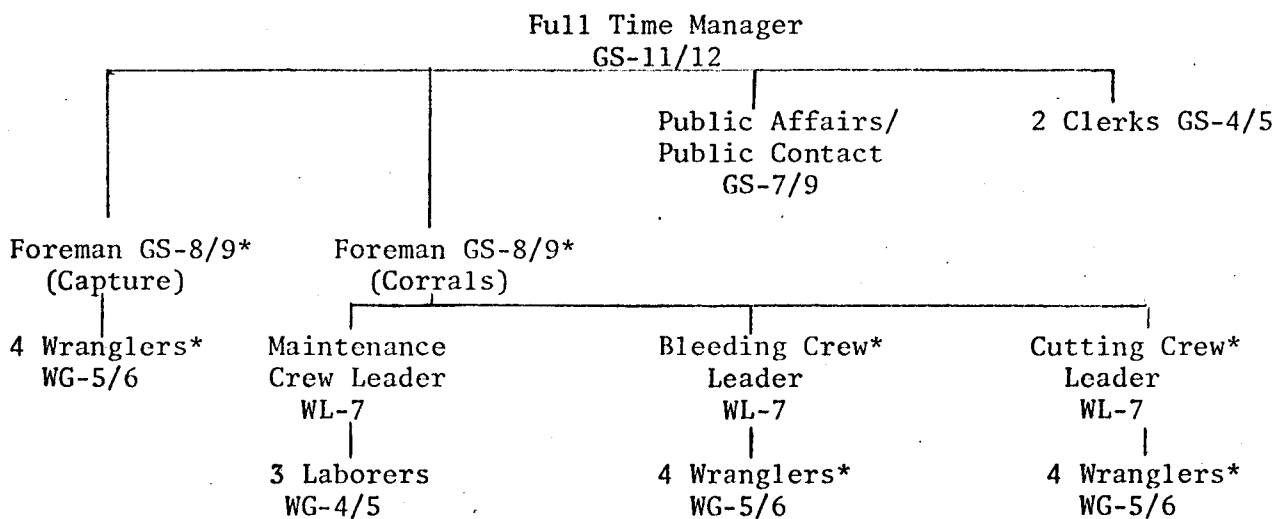 Full Time Manager
GS-11/12
Public Affairs/
Public Contact
GS-7/9
2 Clerks GS-4/5
Foreman GS-8/9*
(Capture)
Foreman GS-8/9*
(Corrals)
4 Wranglers*
WG-5/6
Maintenance
Crew Leader
WL-7
Bleeding Crew*
Leader
WL-7
Cutting Crew*
Leader
WL-7
3 Laborers
WG-4/5
4 Wranglers*
WG-5/6
4 Wranglers*
WG-5/6